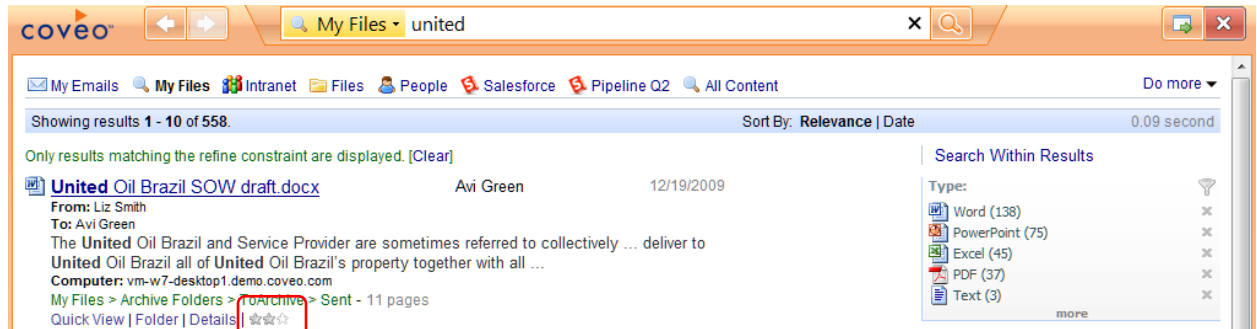 coveo My Files united
My Emails My Files Intranet Files People Salesforce Pipeline Q2 All Content Do more
Showing results 1 - 10 of 558. Sort By: Relevance | Date 0.09 second
Only results matching the refine constraint are displayed. [Clear] Search Within Results
United Oil Brazil SOW draft.docx Avi Green 12/19/2009
From: Liz Smith
To: Avi Green
The United Oil Brazil and Service Provider are sometimes referred to collectively ... deliver to
United Oil Brazil all of United Oil Brazil's property together with all ...
Computer: vm-w7-desktop1.demo.coveo.com
My Files > Archive Folders > ToArchive > Sent - 11 pages
Quick View | Folder | Details |
Type:
Word (138)
PowerPoint (75)
Excel (45)
PDF (37)
Text (3)
more